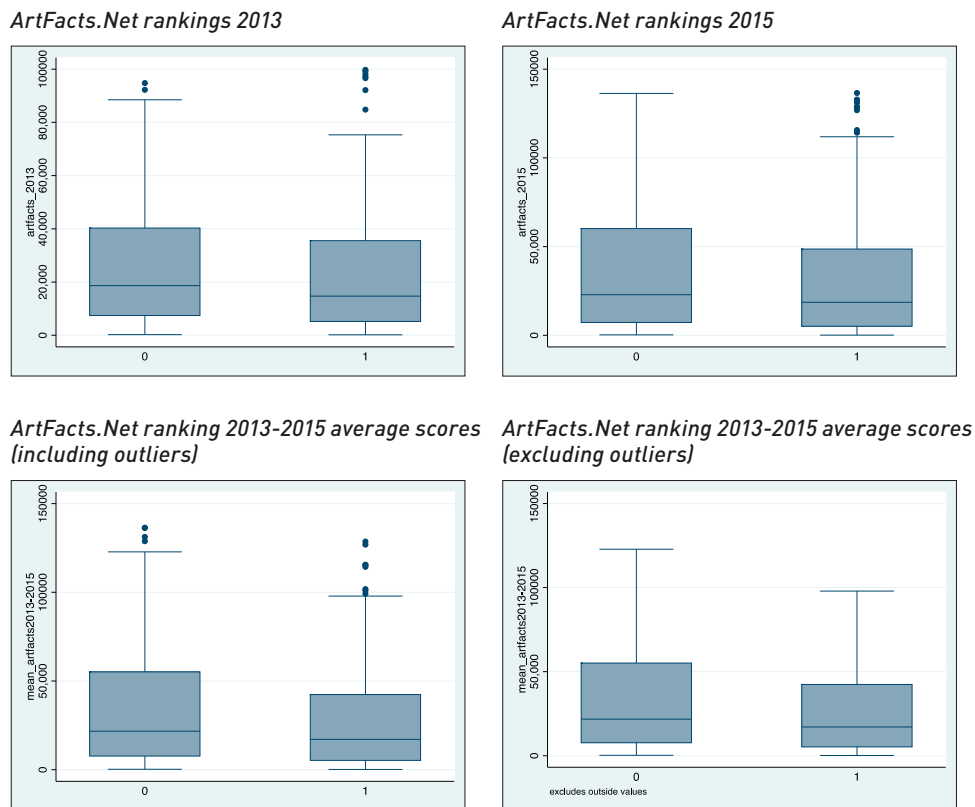 ArtFacts.Net rankings 2013
artfacts_2013
100000
80,000
60,000
40,000
20,000
0
0 1
ArtFacts.Net rankings 2015
artfacts_2015
150000
100000
50,000
0
0 1
ArtFacts.Net ranking 2013-2015 average scores
(including outliers)
mean_artfacts2013-2015
150000
100000
50,000
0
0 1
ArtFacts.Net ranking 2013-2015 average scores
(excluding outliers)
mean_artfacts2013-2015
150000
100000
50,000
0
0 1
excludes outside values